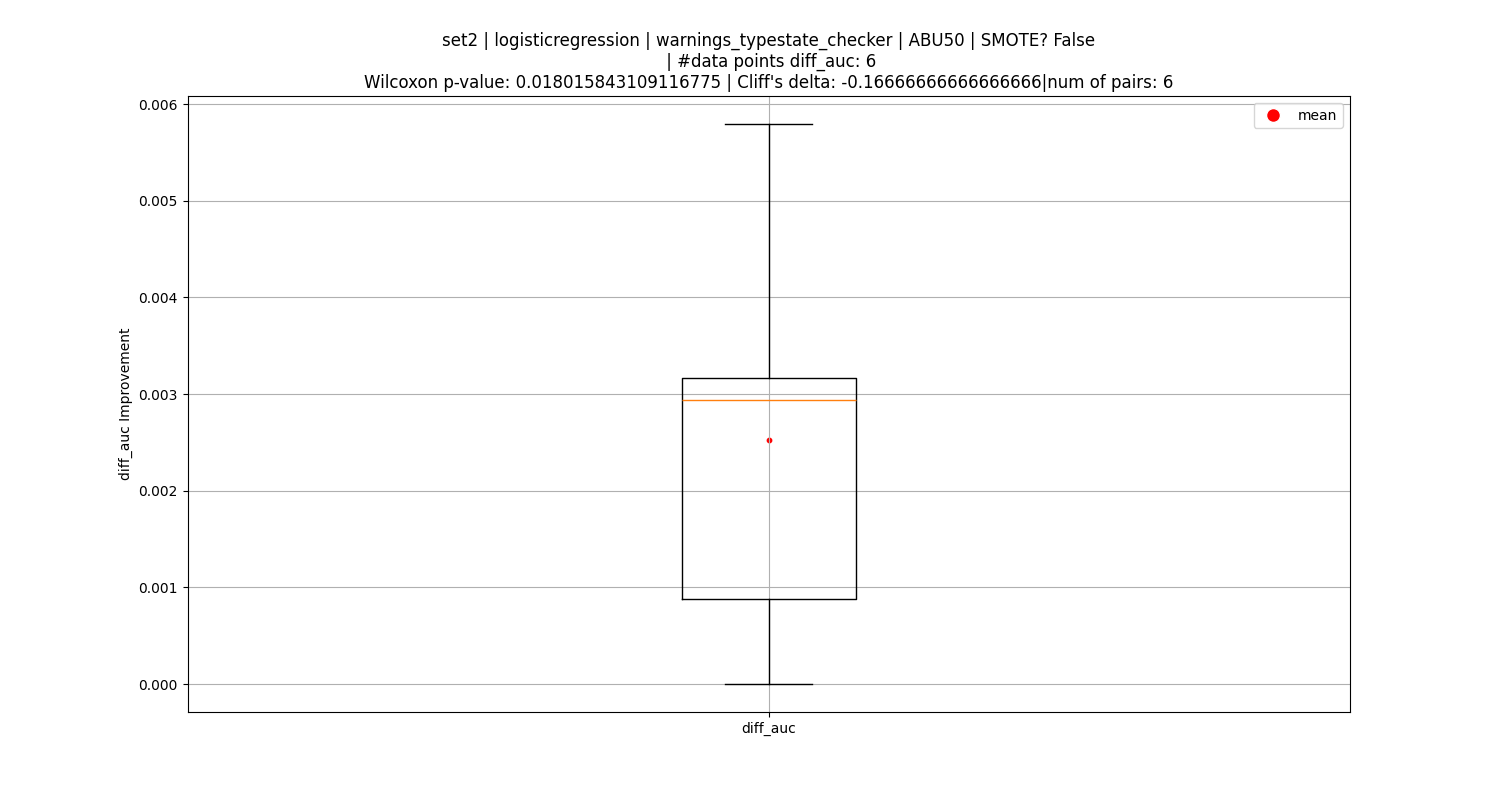 set2 | logisticregression | warnings_typestate_checker | ABU50 | SMOTE? False
| #data points diff_auc: 6
Wilcoxon p-value: 0.018015843109116775 | Cliff's delta: -0.16666666666666666|num of pairs: 6
mean
0.006
0.005
0.004
0.003
0.002
0.001
0.000
diff_auc Improvement
diff_auc